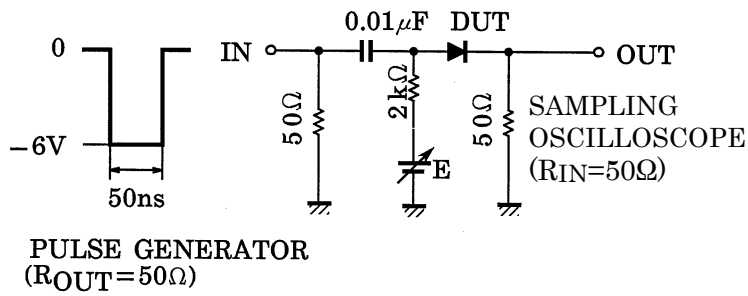 0.01μF DUT
0
IN
OUT
50Ω
2kΩ
50Ω
SAMPLING
OSCILLOSCOPE
(RIN=50Ω)
−6V
E
50ns
PULSE GENERATOR
(ROUT=50Ω)